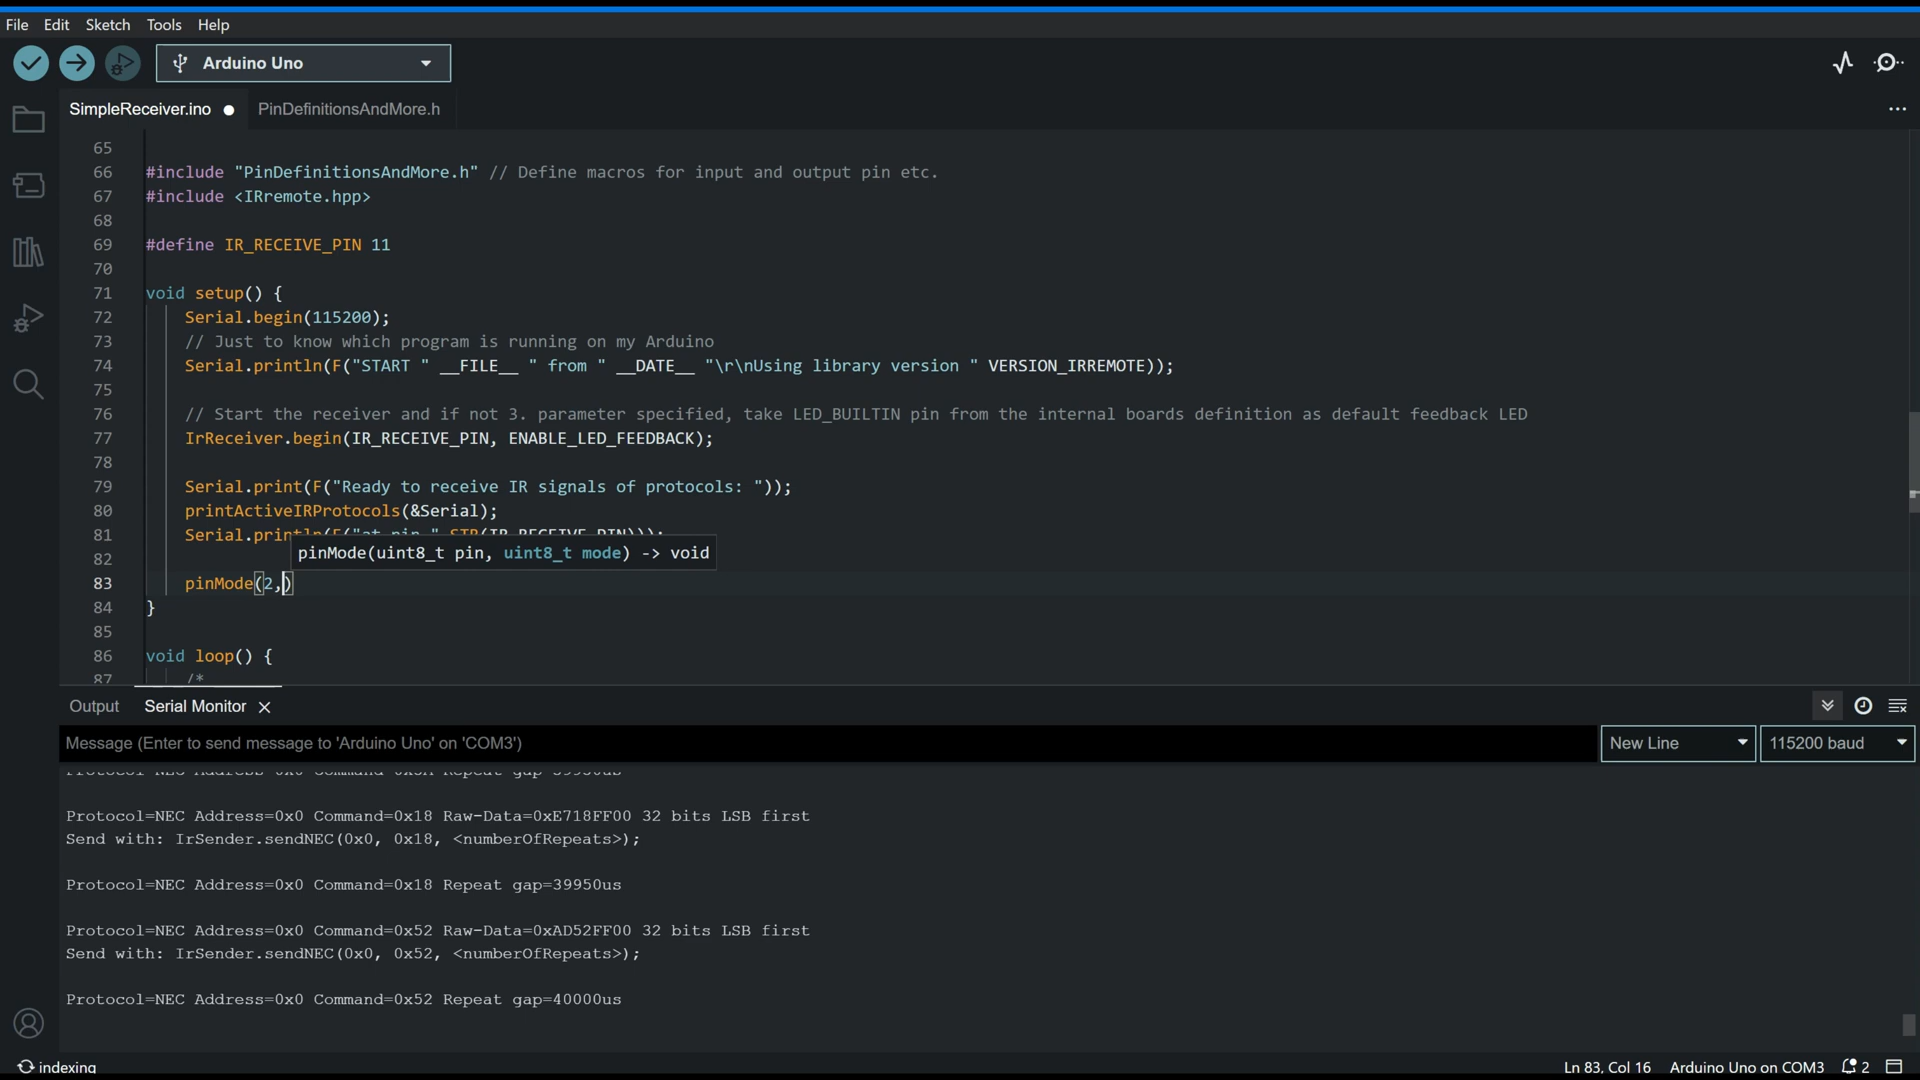 File Edit Sketch Tools Help
Arduino Uno
SimpleReceiver.ino PinDefinitionsAndMore.h
65
66 #include "PinDefinitionsAndMore.h" // Define macros for input and output pin etc.
67 #include <IRremote.hpp>
68
69 #define IR_RECEIVE_PIN 11
70
71 void setup() {
72 Serial.begin(115200);
73 // Just to know which program is running on my Arduino
74 Serial.println(F("START " __FILE__ " from " __DATE__ "\r\nUsing library version " VERSION_IRREMOTE));
75
76 // Start the receiver and if not 3. parameter specified, take LED_BUILTIN pin from the internal boards definition as default feedback LED
77 IrReceiver.begin(IR_RECEIVE_PIN, ENABLE_LED_FEEDBACK);
78
79 Serial.print(F("Ready to receive IR signals of protocols: "));
80 printActiveIRProtocols(&Serial);
81 Serial.println(F("at pin " STR(IR_RECEIVE_PIN)));
82 pinMode(uint8_t pin, uint8_t mode) -> void
83 pinMode(2,)
84 }
85
86 void loop() {
87 /*
Output Serial Monitor
Message (Enter to send message to 'Arduino Uno' on 'COM3') New Line 115200 baud
Protocol=NEC Address=0x0 Command=0x18 Raw-Data=0xE718FF00 32 bits LSB first
Send with: IrSender.sendNEC(0x0, 0x18, <numberOfRepeats>);
Protocol=NEC Address=0x0 Command=0x18 Repeat gap=39950us
Protocol=NEC Address=0x0 Command=0x52 Raw-Data=0xAD52FF00 32 bits LSB first
Send with: IrSender.sendNEC(0x0, 0x52, <numberOfRepeats>);
Protocol=NEC Address=0x0 Command=0x52 Repeat gap=40000us
indexing Ln 83, Col 16 Arduino Uno on COM3 2